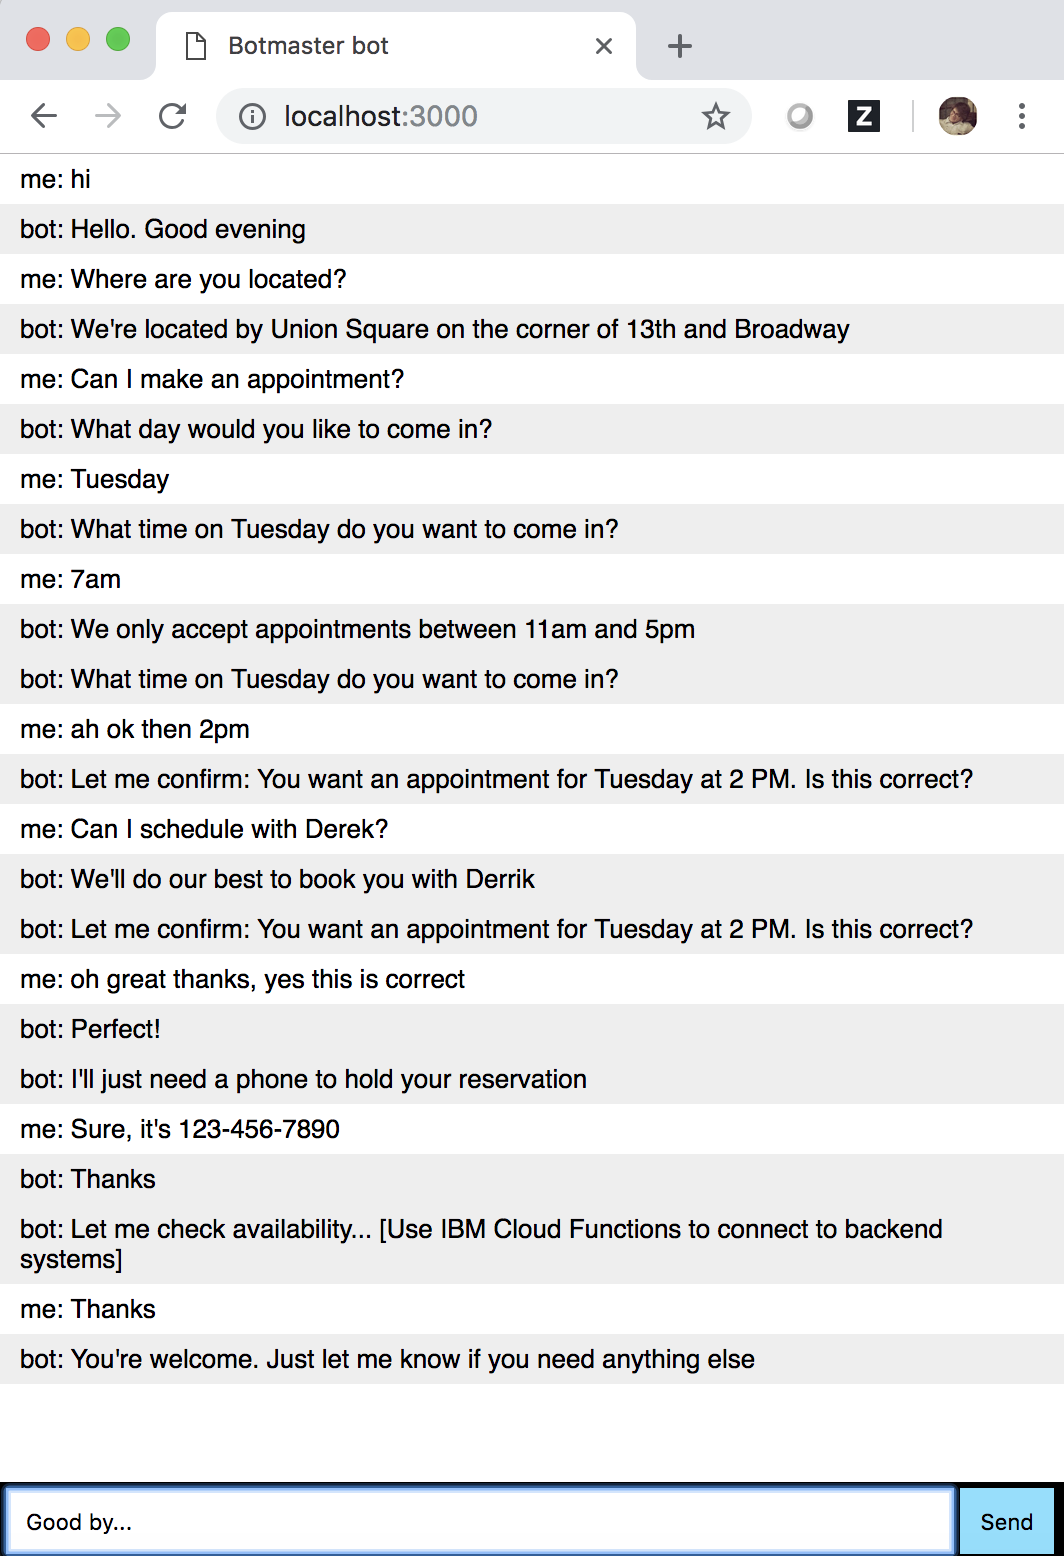 Botmaster bot
localhost:3000
Z
me: hi
bot: Hello. Good evening
me: Where are you located?
bot: We're located by Union Square on the corner of 13th and Broadway
me: Can I make an appointment?
bot: What day would you like to come in?
me: Tuesday
bot: What time on Tuesday do you want to come in?
me: 7am
bot: We only accept appointments between 11am and 5pm
bot: What time on Tuesday do you want to come in?
me: ah ok then 2pm
bot: Let me confirm: You want an appointment for Tuesday at 2 PM. Is this correct?
me: Can I schedule with Derek?
bot: We'll do our best to book you with Derrik
bot: Let me confirm: You want an appointment for Tuesday at 2 PM. Is this correct?
me: oh great thanks, yes this is correct
bot: Perfect!
bot: I'll just need a phone to hold your reservation
me: Sure, it's 123-456-7890
bot: Thanks
bot: Let me check availability... [Use IBM Cloud Functions to connect to backend
systems]
me: Thanks
bot: You're welcome. Just let me know if you need anything else
Good by...
Send